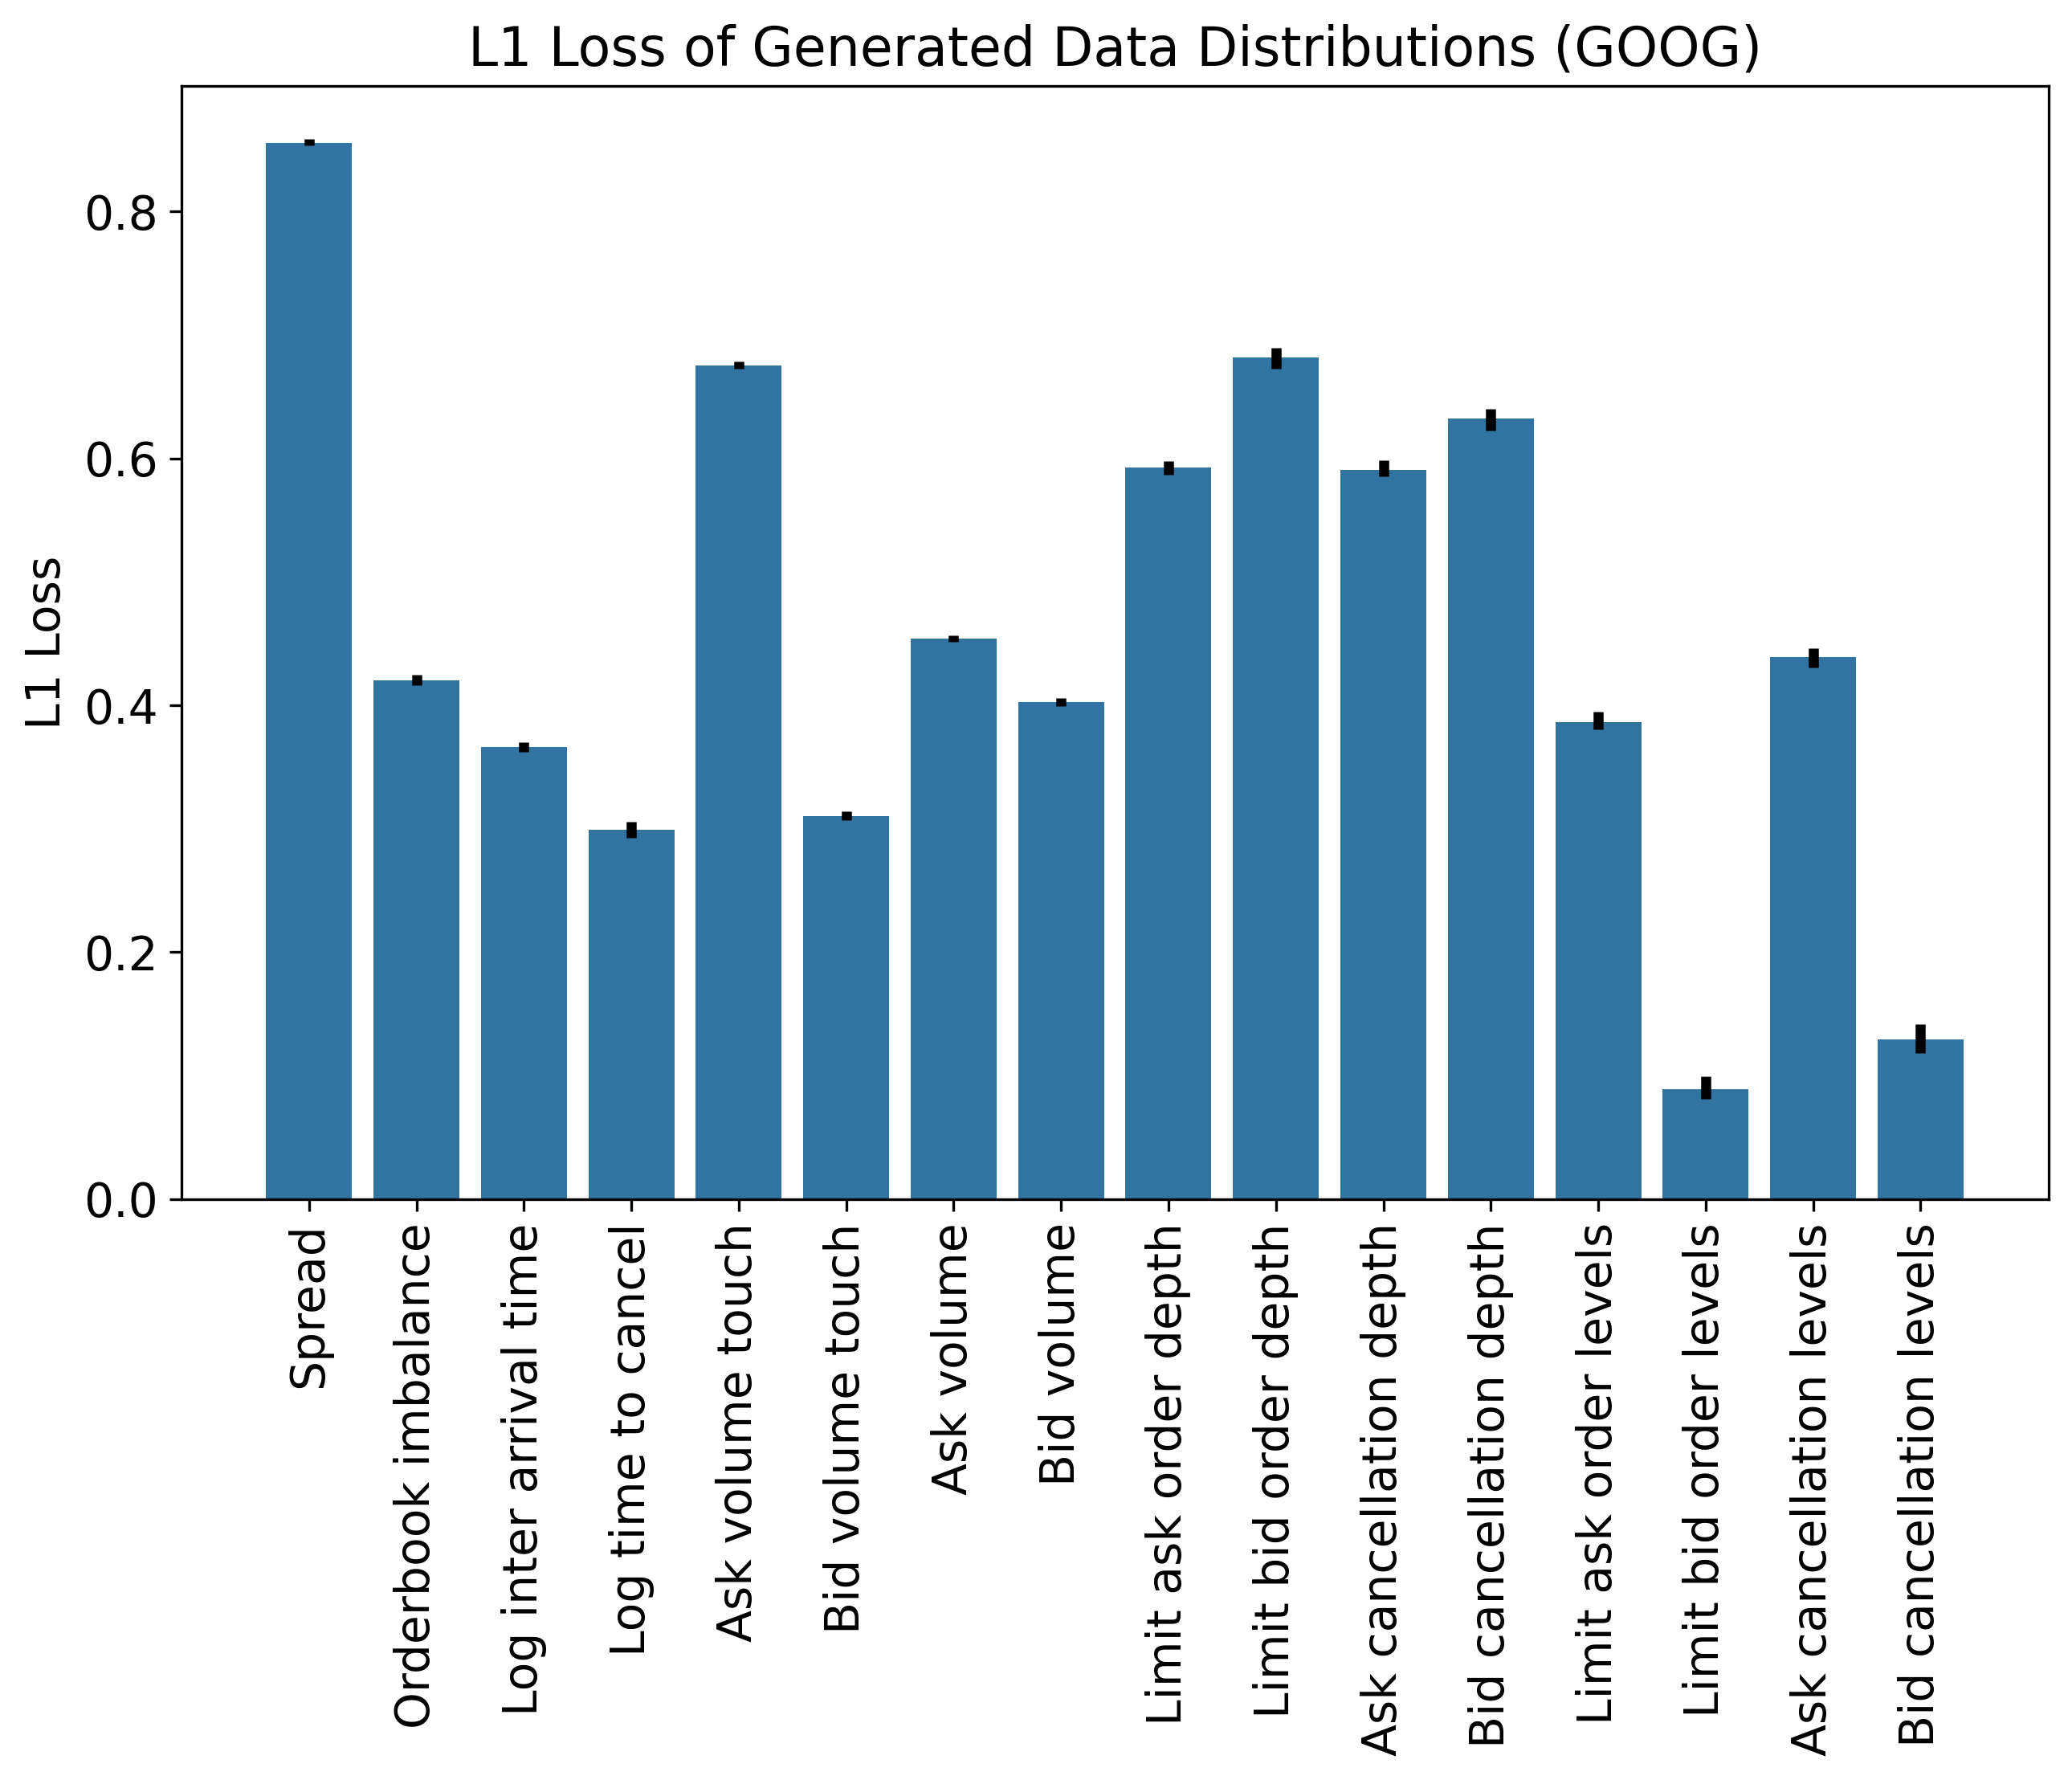 L1 Loss of Generated Data Distributions (GOOG)
L1 Loss
0.8
0.6
0.4
0.2
0.0
Spread
Orderbook imbalance
Log inter arrival time
Log time to cancel
Ask volume touch
Bid volume touch
Ask volume
Bid volume
Limit ask order depth
Limit bid order depth
Ask cancellation depth
Bid cancellation depth
Limit ask order levels
Limit bid order levels
Ask cancellation levels
Bid cancellation levels